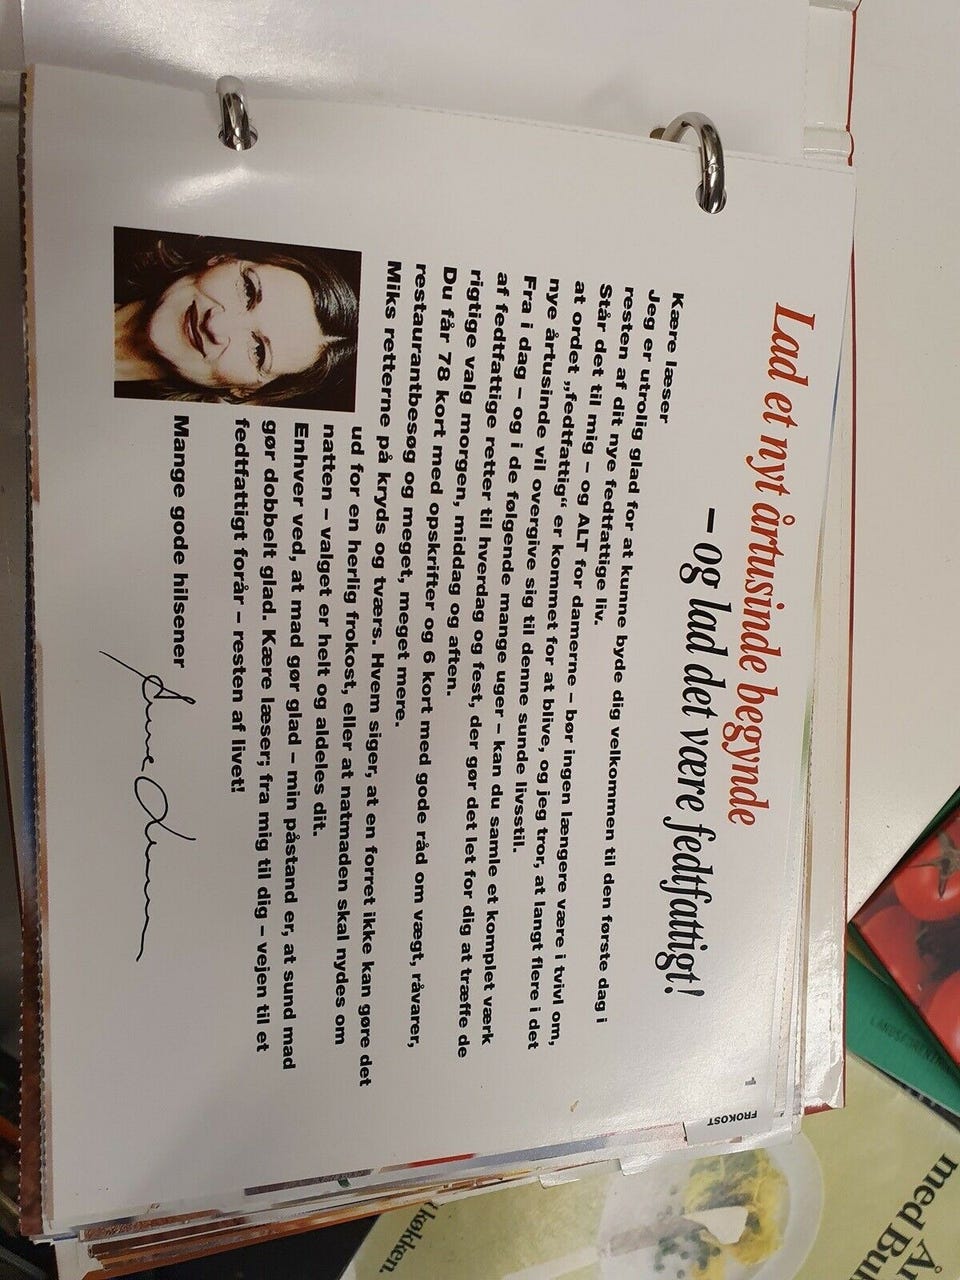 Lad et nyt årtusinde begynde
– og lad det være fedtfattigt!
1
FROKOST
Kære læser
Jeg er utrolig glad for at kunne byde dig velkommen til den første dag i
resten af dit nye fedtfattige liv.
Står det til mig – og ALT for damerne – bør ingen længere være i tvivl om,
at ordet „fedtfattig“ er kommet for at blive, og jeg tror, at langt flere i det
nye årtusinde vil overgive sig til denne sunde livsstil.
Fra i dag – og i de følgende mange uger – kan du samle et komplet værk
af fedtfattige retter til hverdag og fest, der gør det let for dig at træffe de
rigtige valg morgen, middag og aften.
Du får 78 kort med opskrifter og 6 kort med gode råd om vægt, råvarer,
restaurantbesøg og meget, meget mere.
Miks retterne på kryds og tværs. Hvem siger, at en forret ikke kan gøre det
ud for en herlig frokost, eller at natmaden skal nydes om
natten – valget er helt og aldeles dit.
Enhver ved, at mad gør glad – min påstand er, at sund mad
gør dobbelt glad. Kære læser; fra mig til dig – vejen til et
fedtfattigt forår – resten af livet!
Mange gode hilsener
med
køkken.